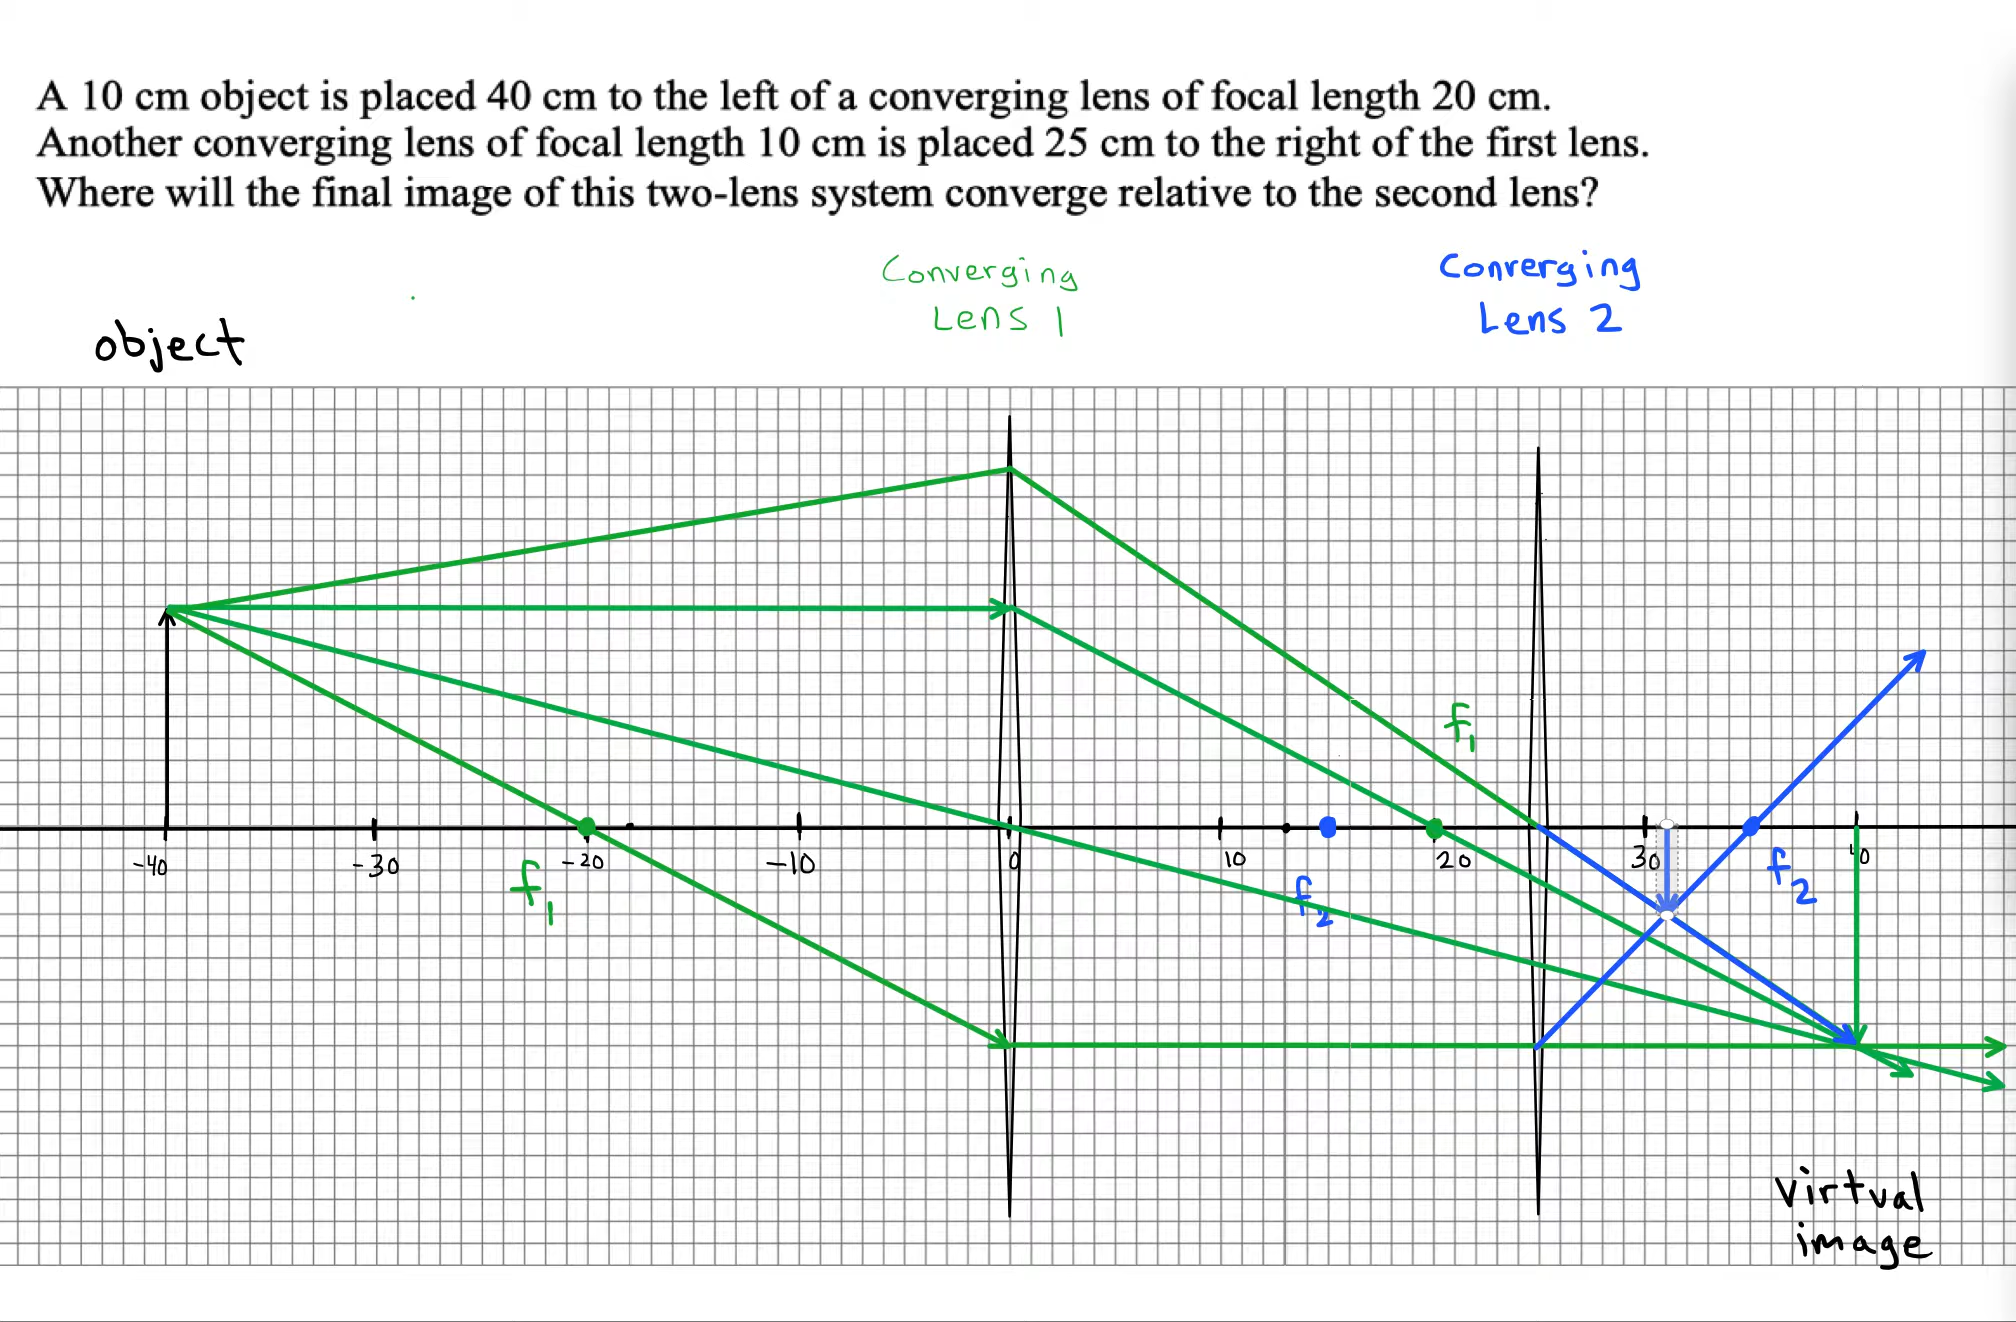 A 10 cm object is placed 40 cm to the left of a converging lens of focal length 20 cm.
Another converging lens of focal length 10 cm is placed 25 cm to the right of the first lens.
Where will the final image of this two-lens system converge relative to the second lens?
Converging
Lens 1
Converging
Lens 2
object
f1
-40
-30
-20
-10
0
10
20
30
40
f1
f2
f2
virtual
image